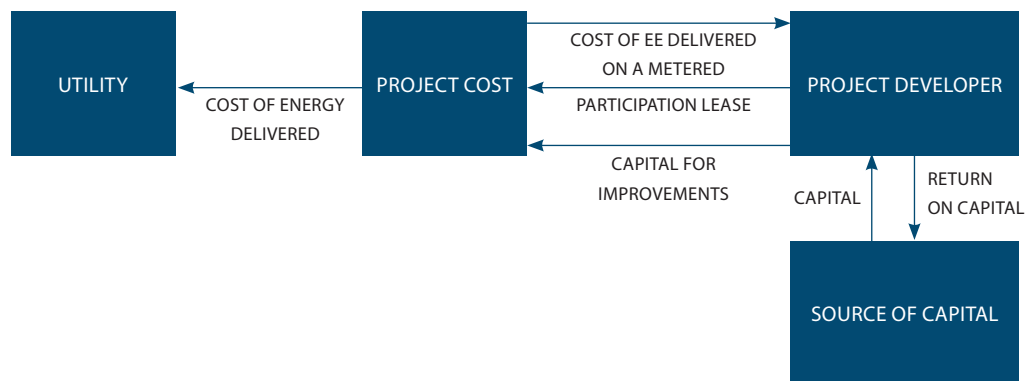 UTILITY
COST OF ENERGY
DELIVERED
PROJECT COST
COST OF EE DELIVERED
ON A METERED
PARTICIPATION LEASE
CAPITAL FOR
IMPROVEMENTS
PROJECT DEVELOPER
CAPITAL
RETURN
ON CAPITAL
SOURCE OF CAPITAL